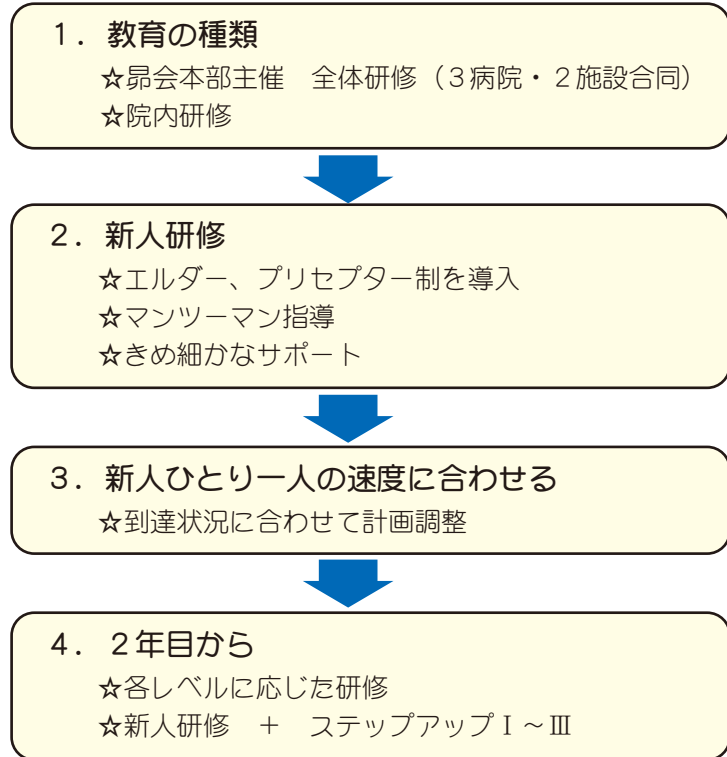 １．教育の種類
☆昴会本部主催　全体研修（３病院・２施設合同）
☆院内研修
２．新人研修
☆エルダー、プリセプター制を導入
☆マンツーマン指導
☆きめ細かなサポート
３．新人ひとり一人の速度に合わせる
☆到達状況に合わせて計画調整
４．２年目から
☆各レベルに応じた研修
☆新人研修　＋　ステップアップⅠ～Ⅲ